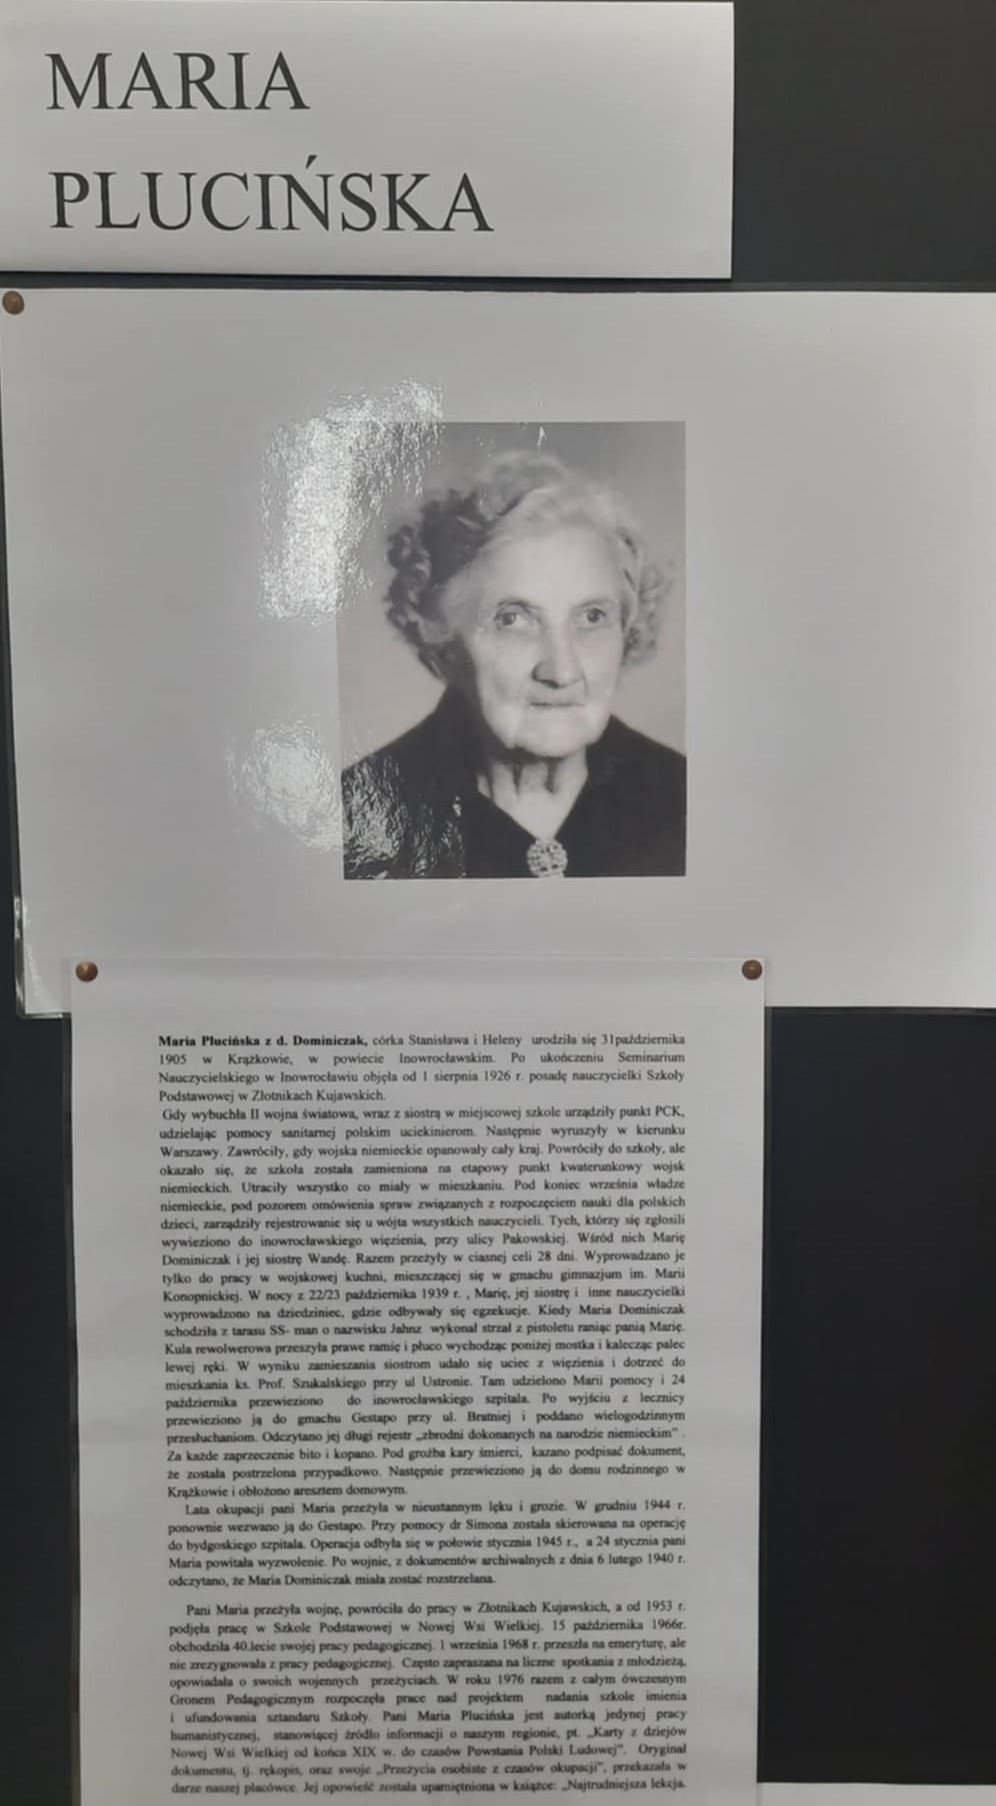 MARIA
PLUCIŃSKA
Maria Plucińska z d. Dominiczak, córka Stanisława i Heleny urodziła się 31października
1905 w Krążkowie, w powiecie Inowrocławskim. Po ukończeniu Seminarium
Nauczycielskiego w Inowrocławiu objęła od 1 sierpnia 1926 r. posadę nauczycielki Szkoły
Podstawowej w Złotnikach Kujawskich.
Gdy wybuchła II wojna światowa, wraz z siostrą w miejscowej szkole urządziły punkt PCK,
udzielając pomocy sanitarnej polskim uciekinierom. Następnie wyruszyły w kierunku
Warszawy. Zawróciły, gdy wojska niemieckie opanowały cały kraj. Powróciły do szkoły, ale
okazało się, że szkoła została zamieniona na etapowy punkt kwaterunkowy wojsk
niemieckich. Utraciły wszystko co miały w mieszkaniu. Pod koniec września władze
niemieckie, pod pozorem omówienia spraw związanych z rozpoczęciem nauki dla polskich
dzieci, zarządziły rejestrowanie się u wójta wszystkich nauczycieli. Tych, którzy się zgłosili
wywieziono do inowrocławskiego więzienia, przy ulicy Pakowskiej. Wśród nich Marię
Dominiczak i jej siostrę Wandę. Razem przeżyły w ciasnej celi 28 dni. Wyprowadzano je
tylko do pracy w wojskowej kuchni, mieszczącej się w gmachu gimnazjum im. Marii
Konopnickiej. W nocy z 22/23 października 1939 r. , Marię, jej siostrę i inne nauczycielki
wyprowadzono na dziedziniec, gdzie odbywały się egzekucje. Kiedy Maria Dominiczak
schodziła z tarasu SS- man o nazwisku Jahnz wykonał strzał z pistoletu raniąc panią Marię.
Kula rewolwerowa przeszyła prawe ramię i płuco wychodząc poniżej mostka i kalecząc palec
lewej ręki. W wyniku zamieszania siostrom udało się uciec z więzienia i dotrzeć do
mieszkania ks. Prof. Szukalskiego przy ul Ustronie. Tam udzielono Marii pomocy i 24
października przewieziono do inowrocławskiego szpitala. Po wyjściu z lecznicy
przewieziono ją do gmachu Gestapo przy ul. Bratniej i poddano wielogodzinnym
przesłuchaniom. Odczytano jej długi rejestr „zbrodni dokonanych na narodzie niemieckim” .
Za każde zaprzeczenie bito i kopano. Pod groźba kary śmierci, kazano podpisać dokument,
że została postrzelona przypadkowo. Następnie przewieziono ją do domu rodzinnego w
Krążkowie i obłożono aresztem domowym.
Lata okupacji pani Maria przeżyła w nieustannym lęku i grozie. W grudniu 1944 r.
ponownie wezwano ją do Gestapo. Przy pomocy dr Simona została skierowana na operację
do bydgoskiego szpitala. Operacja odbyła się w połowie stycznia 1945 r., a 24 stycznia pani
Maria powitała wyzwolenie. Po wojnie, z dokumentów archiwalnych z dnia 6 lutego 1940 r.
odczytano, że Maria Dominiczak miała zostać rozstrzelana.
Pani Maria przeżyła wojnę, powróciła do pracy w Złotnikach Kujawskich, a od 1953 r.
podjęła pracę w Szkole Podstawowej w Nowej Wsi Wielkiej. 15 października 1966r.
obchodziła 40.lecie swojej pracy pedagogicznej. 1 września 1968 r. przeszła na emeryturę, ale
nie zrezygnowała z pracy pedagogicznej. Często zapraszana na liczne spotkania z młodzieżą,
opowiadała o swoich wojennych przeżyciach. W roku 1976 razem z całym ówczesnym
Gronem Pedagogicznym rozpoczęła prace nad projektem nadania szkole imienia
i ufundowania sztandaru Szkoły. Pani Maria Plucińska jest autorką jedynej pracy
humanistycznej, stanowiącej źródło informacji o naszym regionie, pt. „Karty z dziejów
Nowej Wsi Wielkiej od końca XIX w. do czasów Powstania Polski Ludowej”. Oryginał
dokumentu, tj. rękopis, oraz swoje „Przeżycia osobiste z czasów okupacji”, przekazała w
darze naszej placówce. Jej opowieść została upamiętniona w książce: „Najtrudniejsza lekcja.